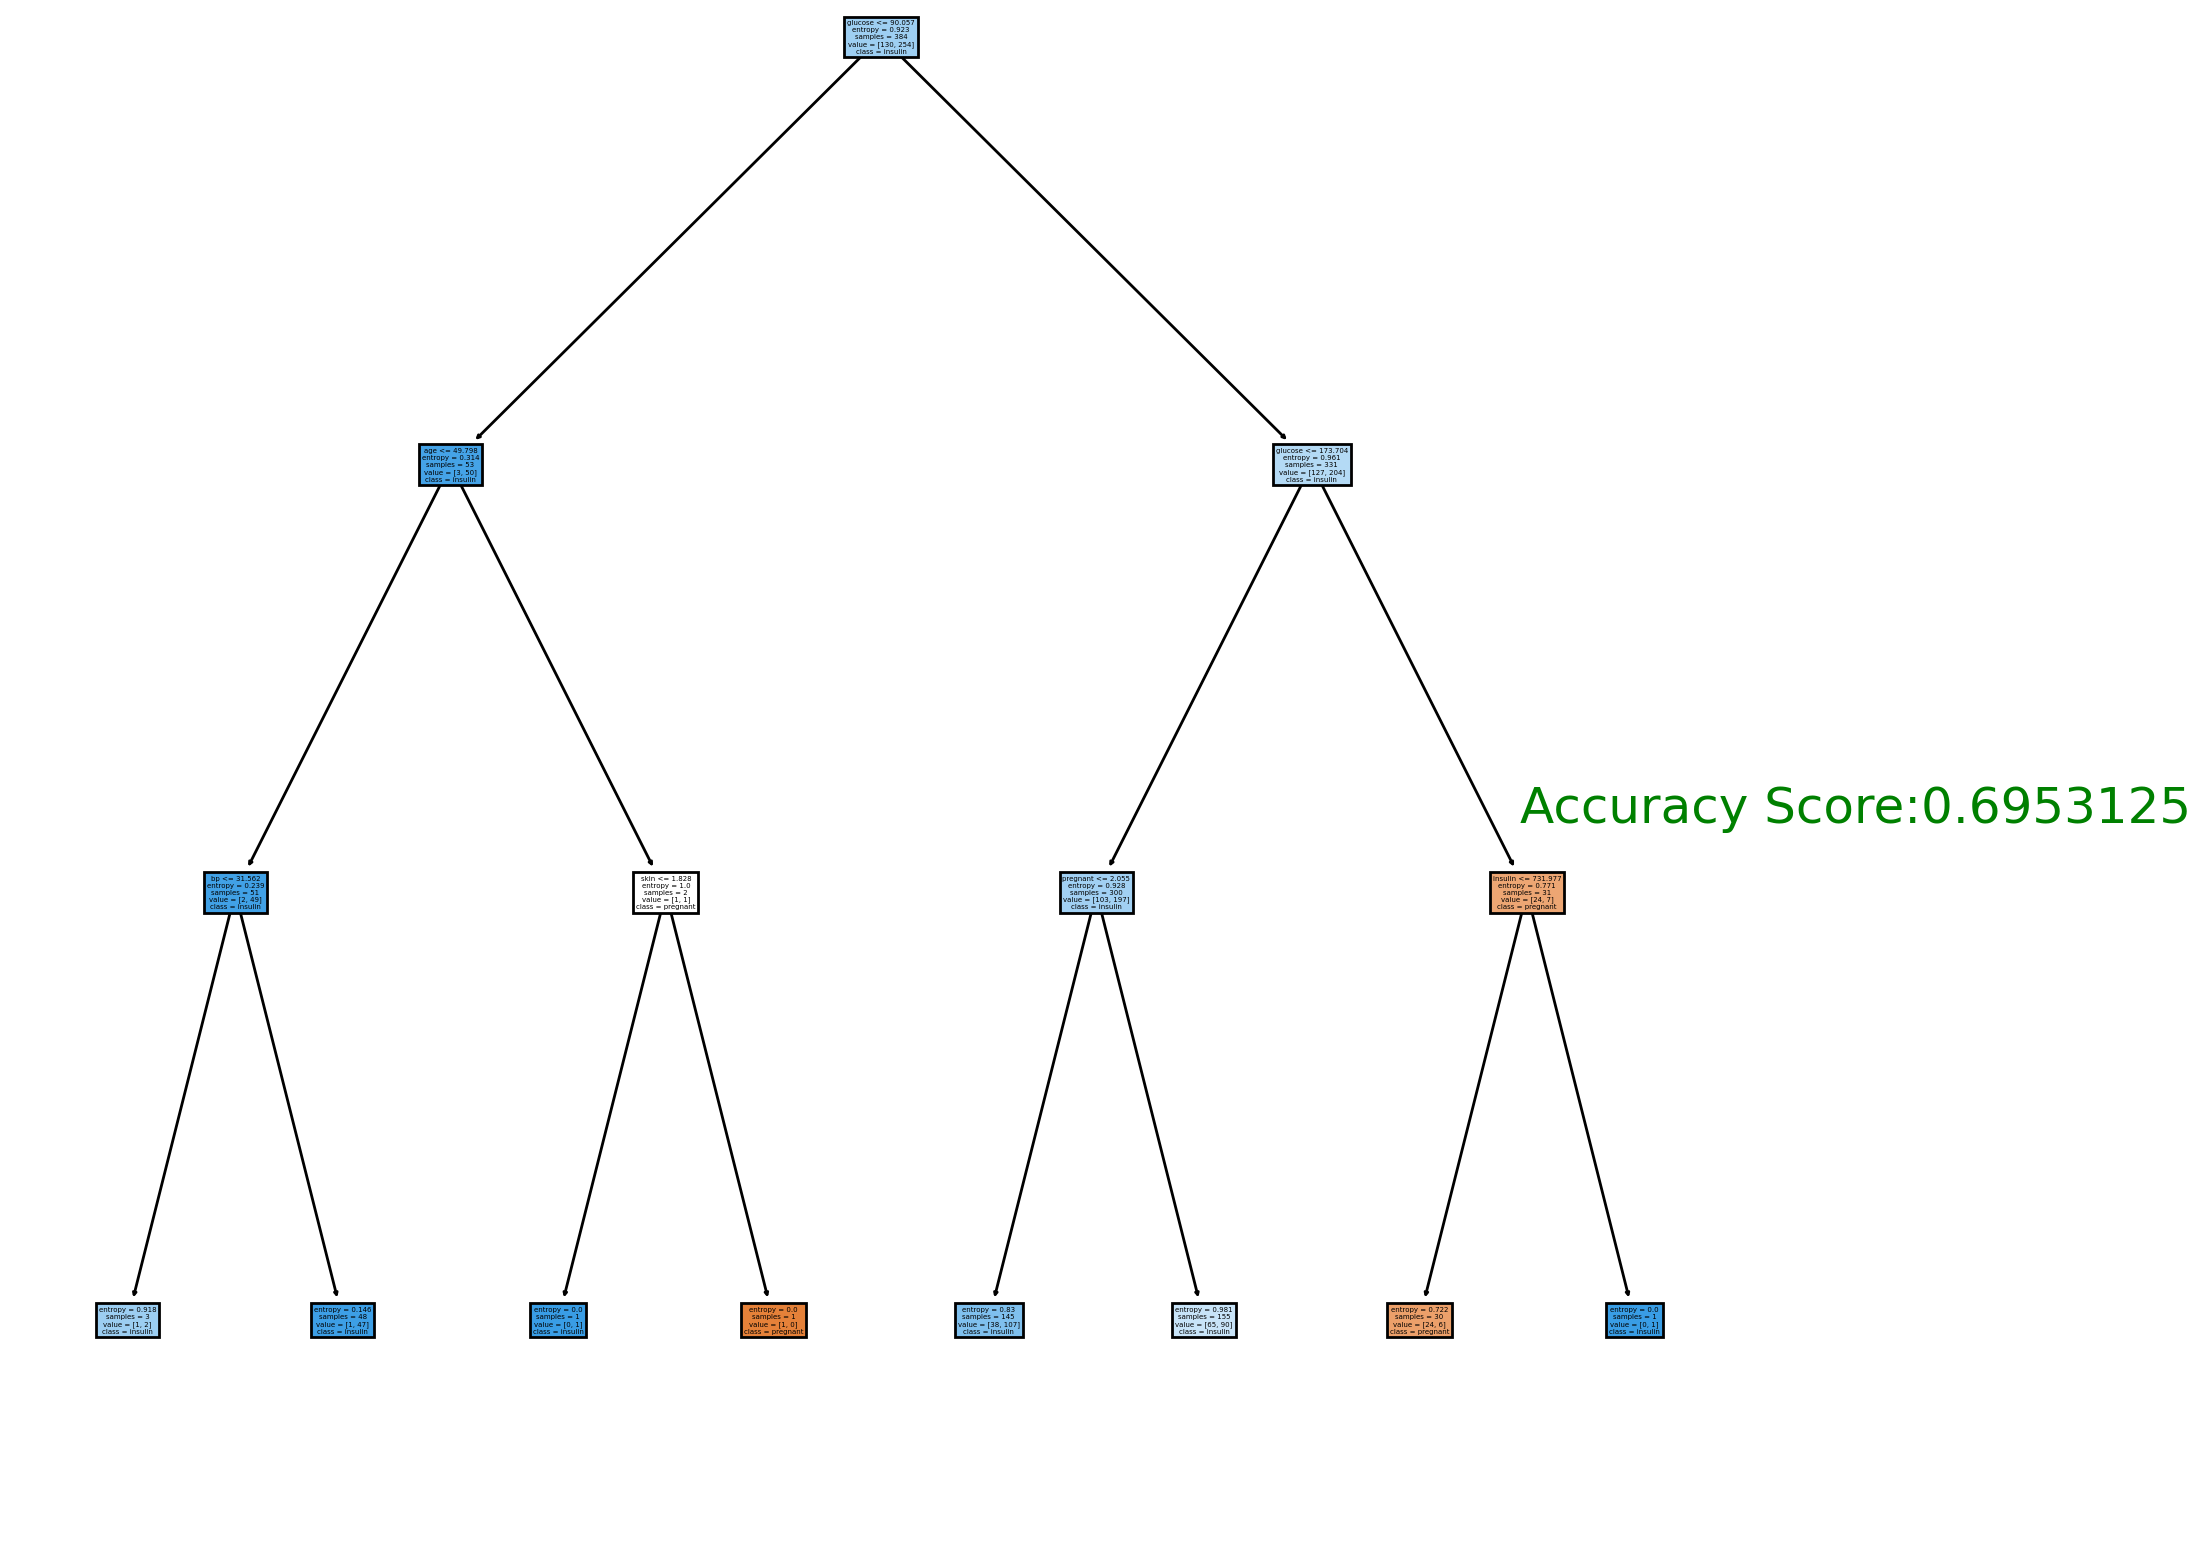 glucose <= 90.057
entropy = 0.923
samples = 384
value = [130, 254]
class = insulin
age <= 49.798
entropy = 0.314
samples = 53
value = [3, 50]
class = insulin
glucose <= 173.704
entropy = 0.961
samples = 331
value = [127, 204]
class = insulin
Accuracy Score:0.6953125
bp <= 31.562
entropy = 0.239
samples = 51
value = [2, 49]
class = insulin
skin <= 1.828
entropy = 1.0
samples = 2
value = [1, 1]
class = pregnant
pregnant <= 2.055
entropy = 0.928
samples = 300
value = [103, 197]
class = insulin
insulin <= 731.977
entropy = 0.771
samples = 31
value = [24, 7]
class = pregnant
entropy = 0.918
samples = 3
value = [1, 2]
class = insulin
entropy = 0.146
samples = 48
value = [1, 47]
class = insulin
entropy = 0.0
samples = 1
value = [0, 1]
class = insulin
entropy = 0.0
samples = 1
value = [1, 0]
class = pregnant
entropy = 0.83
samples = 145
value = [38, 107]
class = insulin
entropy = 0.981
samples = 155
value = [65, 90]
class = insulin
entropy = 0.722
samples = 30
value = [24, 6]
class = pregnant
entropy = 0.0
samples = 1
value = [0, 1]
class = insulin